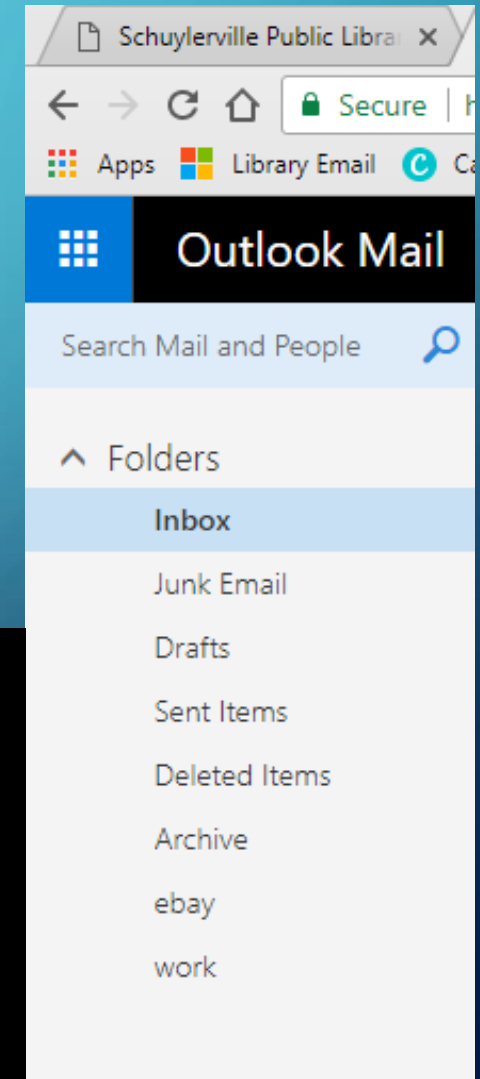 Schuylerville Public Libra
Secure
Apps Library Email C
Outlook Mail
Search Mail and People
Folders
Inbox
Junk Email
Drafts
Sent Items
Deleted Items
Archive
ebay
work